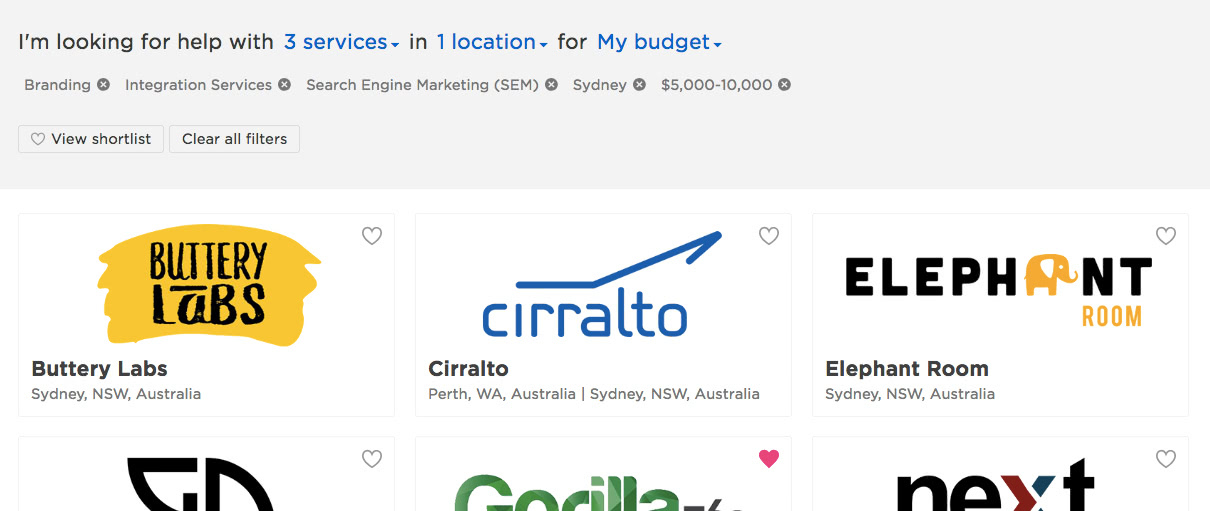 I'm looking for help with 3 services in 1 location for My budget
Branding Integration Services Search Engine Marketing (SEM) Sydney $5,000-10,000
View shortlist Clear all filters
BUTTERY
LABS
cirralto
ELEPHANT
ROOM
Buttery Labs
Sydney, NSW, Australia
Cirralto
Perth, WA, Australia | Sydney, NSW, Australia
Elephant Room
Sydney, NSW, Australia
Gorilla
next